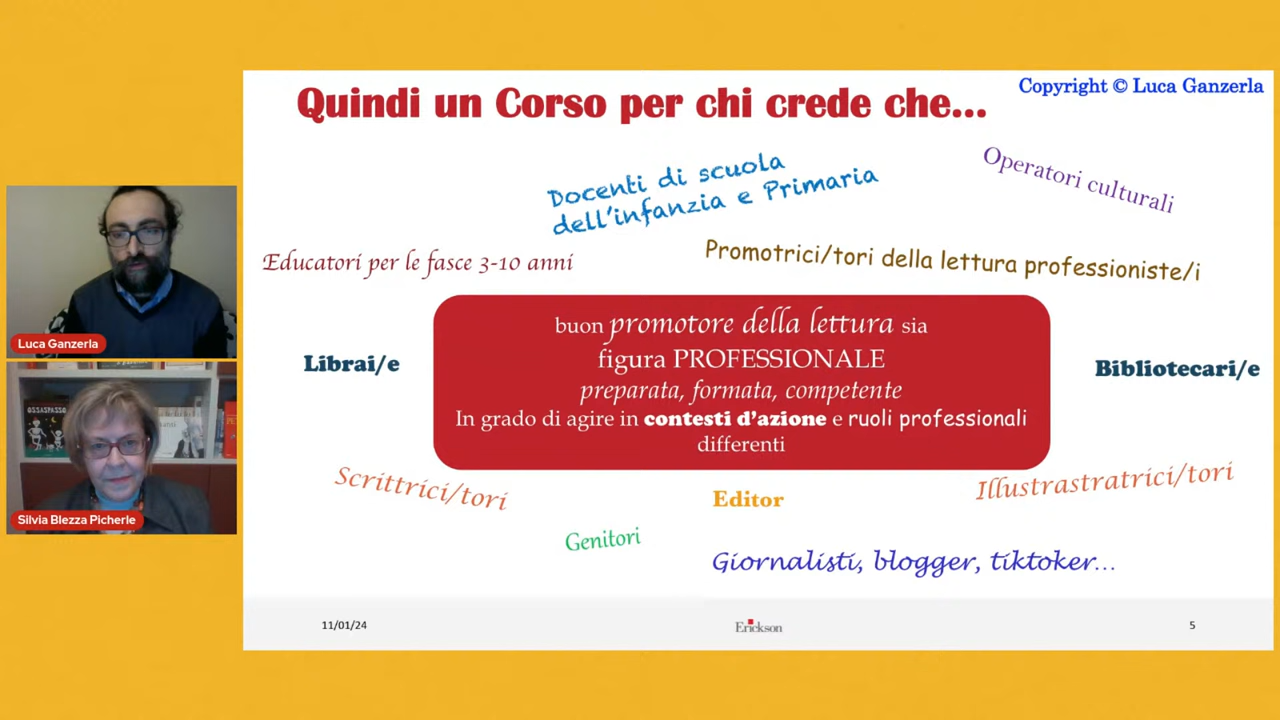 Quindi un Corso per chi crede che...
Copyright © Luca Ganzerla
Docenti di scuola
dell'infanzia e Primaria
Operatori culturali
Educatori per le fasce 3-10 anni
Promotrici/tori della lettura professioniste/i
buon promotore della lettura sia
figura PROFESSIONALE
preparata, formata, competente
In grado di agire in contesti d'azione e ruoli professionali
differenti
Librai/e
Bibliotecari/e
Scrittrici/tori
Editor
Illustrastratrici/tori
Genitori
Giornalisti, blogger, tiktoker...
11/01/24
Erickson
5
Luca Ganzerla
OSSASPASSO
Silvia Blezza Picherle